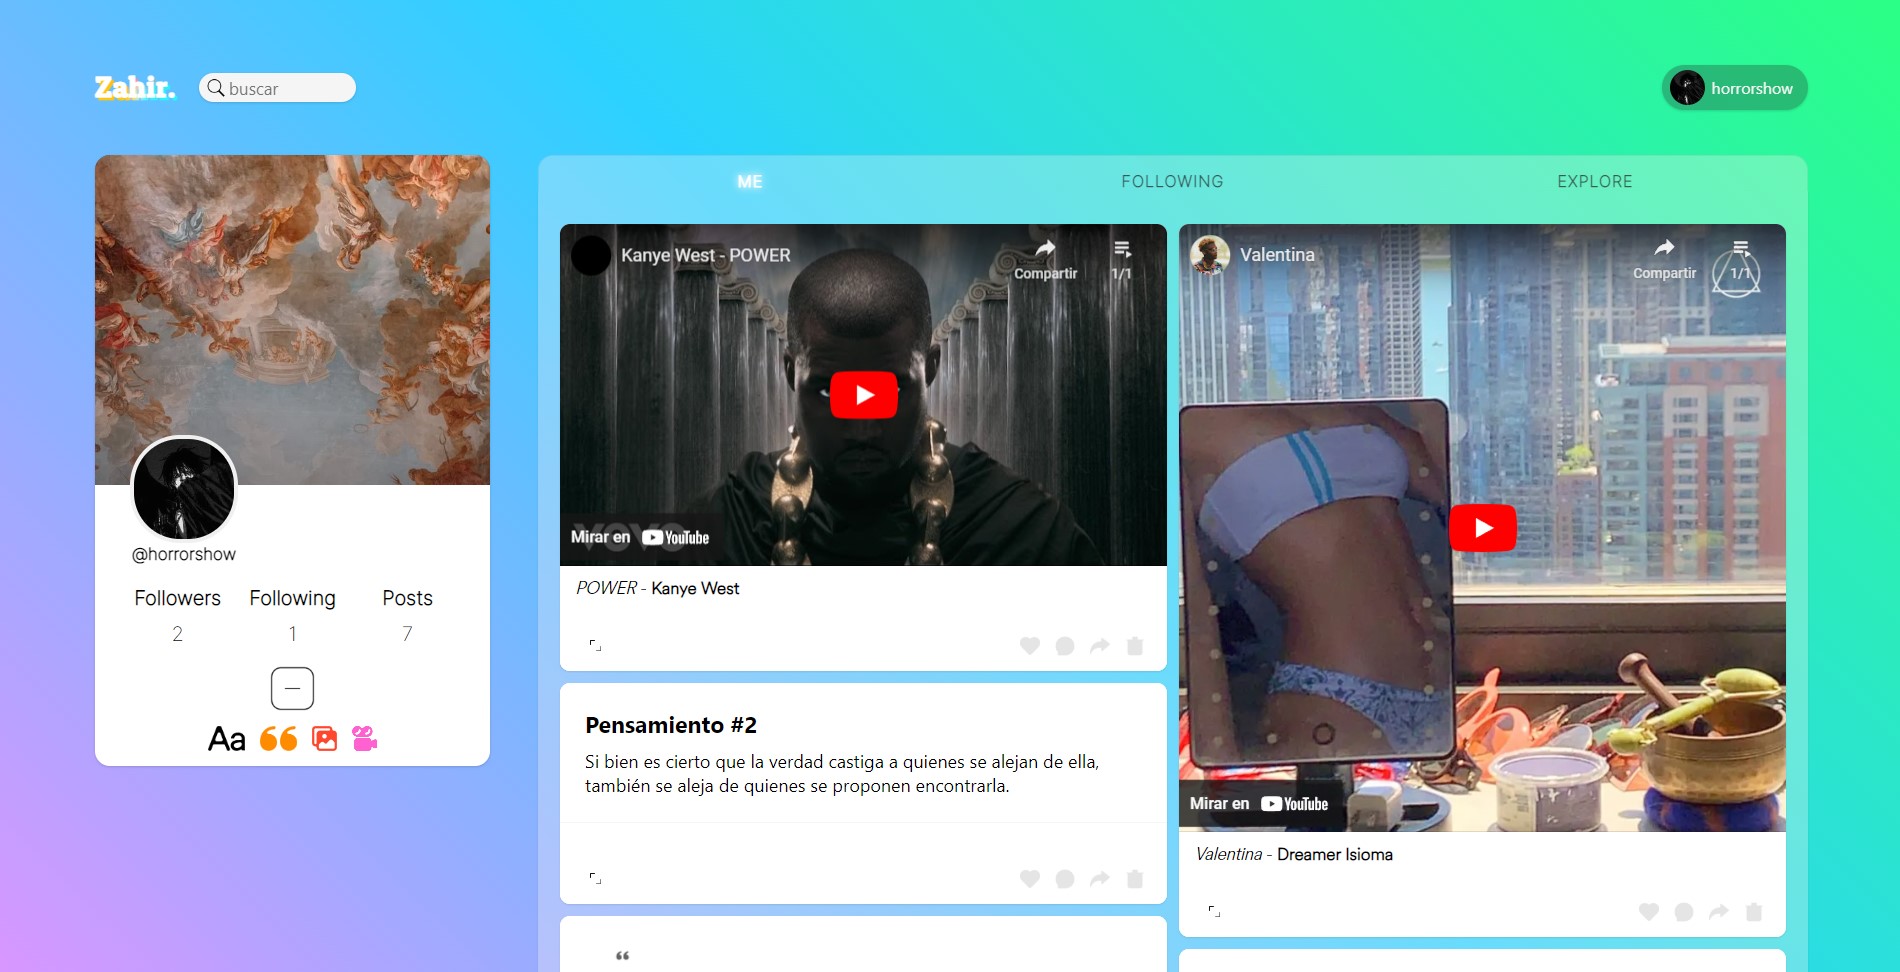 Zahir.
buscar
horrorshow
@horrorshow
Followers Following Posts
2 1 7
Aa
ME FOLLOWING EXPLORE
Kanye West - POWER
Compartir
1/1
vevo
Mirar en YouTube
POWER - Kanye West
Pensamiento #2
Si bien es cierto que la verdad castiga a quienes se alejan de ella,
también se aleja de quienes se proponen encontrarla.
“
Valentina
Compartir
1/1
Mirar en YouTube
Valentina - Dreamer Isioma